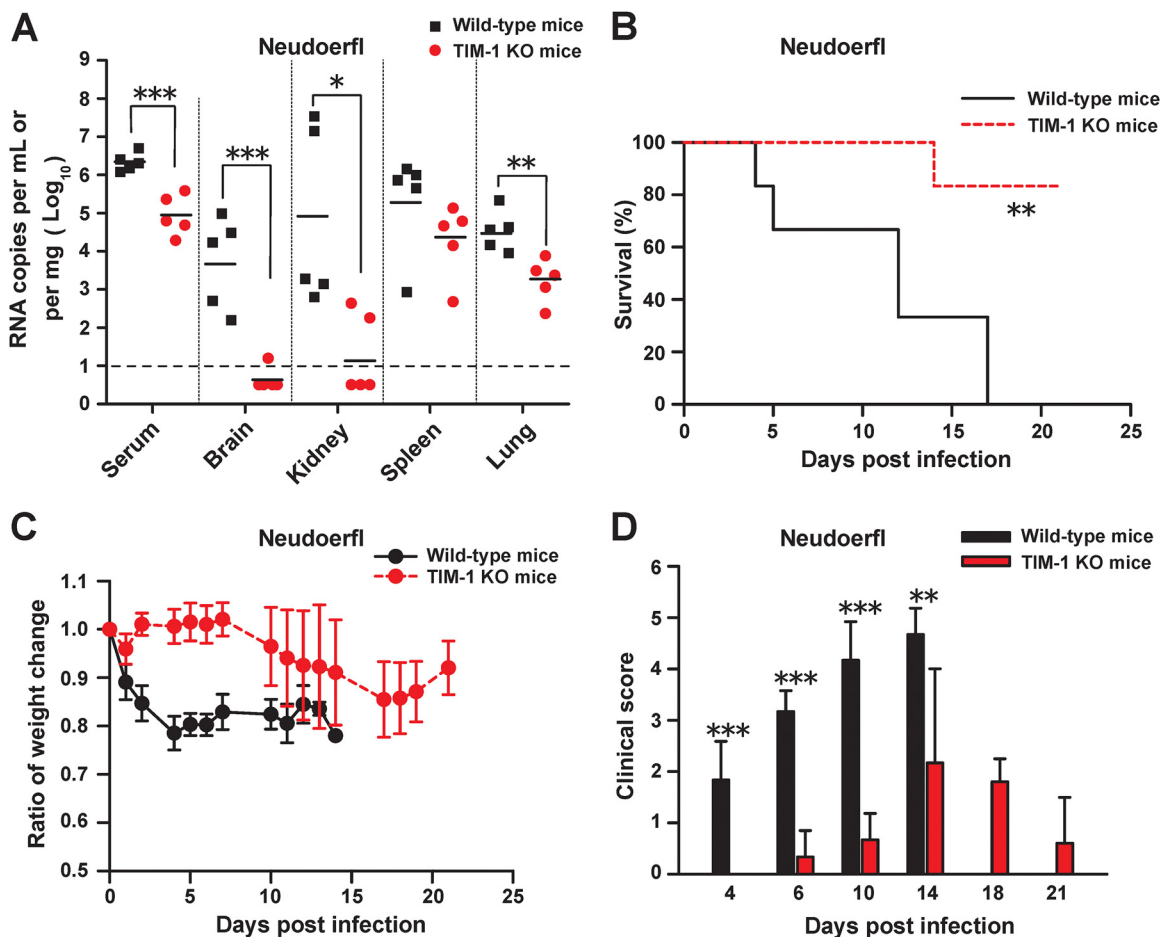 A
Neudoerfl
Wild-type mice
TIM-1 KO mice
RNA copies per mL or
per mg ( Log10 )
9
8
7
6
5
4
3
2
1
0
***
***
*
**
Serum
Brain
Kidney
Spleen
Lung
B
Neudoerfl
Wild-type mice
TIM-1 KO mice
Survival (%)
100
80
60
40
20
0
**
0 5 10 15 20 25
Days post infection
C
Neudoerfl
Wild-type mice
TIM-1 KO mice
Ratio of weight change
1.1
1.0
0.9
0.8
0.7
0.6
0.5
0 5 10 15 20 25
Days post infection
D
Neudoerfl
Wild-type mice
TIM-1 KO mice
Clinical score
6
5
4
3
2
1
0
***
***
***
**
4 6 10 14 18 21
Days post infection